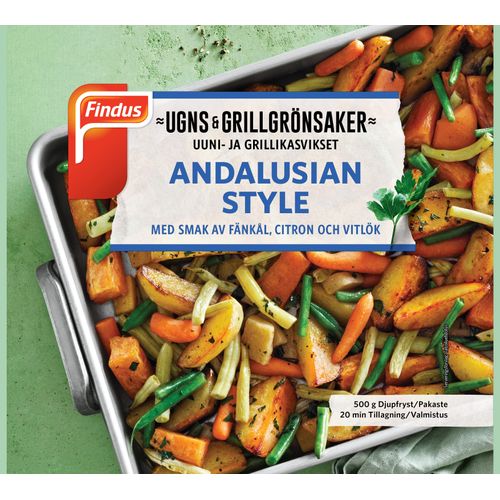 Findus
≈UGNS & GRILLGRÖNSAKER≈
UUNI- JA GRILLIKASVIKSET
ANDALUSIAN
STYLE
MED SMAK AV FÄNKÅL, CITRON OCH VITLÖK
500 g Djupfryst/Pakaste
20 min Tillagning/Valmistus